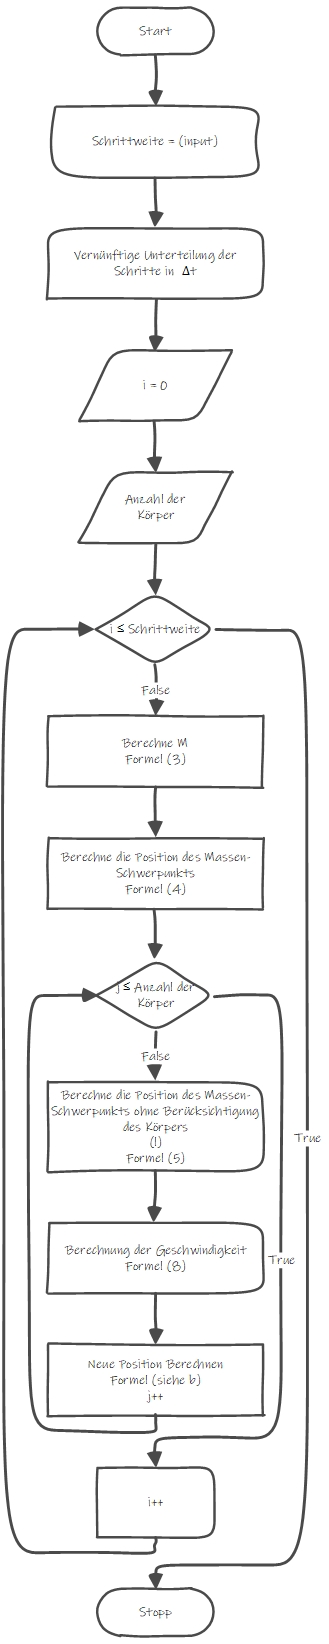 Start
Schrittweite = (input)
Vernünftige Unterteilung der
Schritte in Δt
i = 0
Anzahl der
Körper
i ≤ Schrittweite
False
Berechne M
Formel (3)
Berechne die Position des Massen-
Schwerpunkts
Formel (4)
j ≤ Anzahl der
Körper
False
Berechne die Position des Massen-
Schwerpunkts ohne Berücksichtigung
des Körpers
(l)
Formel (5)
True
Berechnung der Geschwindigkeit
Formel (8)
True
Neue Position Berechnen
Formel (siehe b)
j++
i++
Stopp